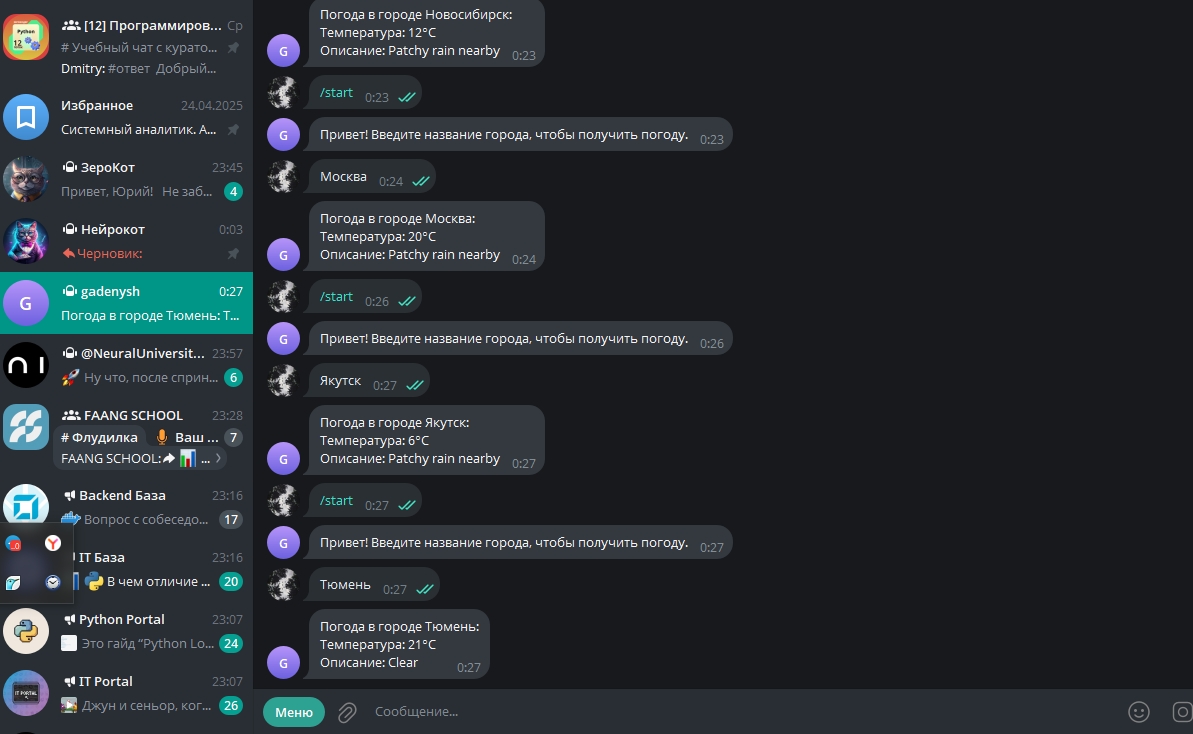 [12] Программиров... Ср
# Учебный чат с курато...
Dmitry: #ответ Добрый...
Избранное 24.04.2025
Системный аналитик. А...
ЗероКот 23:45
Привет, Юрий! Не заб... 4
Нейрокот 0:03
Черновик:
G
gadenysh 0:27
Погода в городе Тюмень: Т...
@NeuralUniversit... 23:57
Ну что, после сприн... 6
FAANG SCHOOL 23:28
# Флудилка Ваш ... 7
FAANG SCHOOL: ...
Backend База 23:16
Вопрос с собеседо... 17
IT База 23:16
В чем отличие ... 20
Python Portal 23:07
Это гайд “Python Lo... 24
IT Portal 23:07
Джун и сеньор, ког... 26
Погода в городе Новосибирск:
Температура: 12°C
Описание: Patchy rain nearby 0:23
G
/start 0:23
G
Привет! Введите название города, чтобы получить погоду. 0:23
Москва 0:24
Погода в городе Москва:
Температура: 20°C
Описание: Patchy rain nearby 0:24
G
/start 0:26
G
Привет! Введите название города, чтобы получить погоду. 0:26
Якутск 0:27
Погода в городе Якутск:
Температура: 6°C
Описание: Patchy rain nearby 0:27
G
/start 0:27
G
Привет! Введите название города, чтобы получить погоду. 0:27
Тюмень 0:27
Погода в городе Тюмень:
Температура: 21°C
Описание: Clear 0:27
G
Меню
Сообщение...